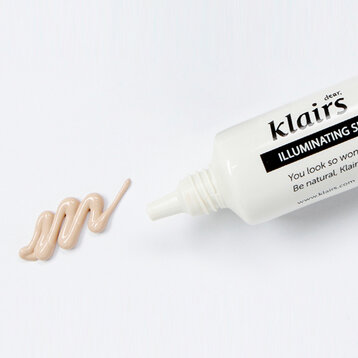 dear,
klairs
ILLUMINATING
You look so
Be natural,
www.klairs.com